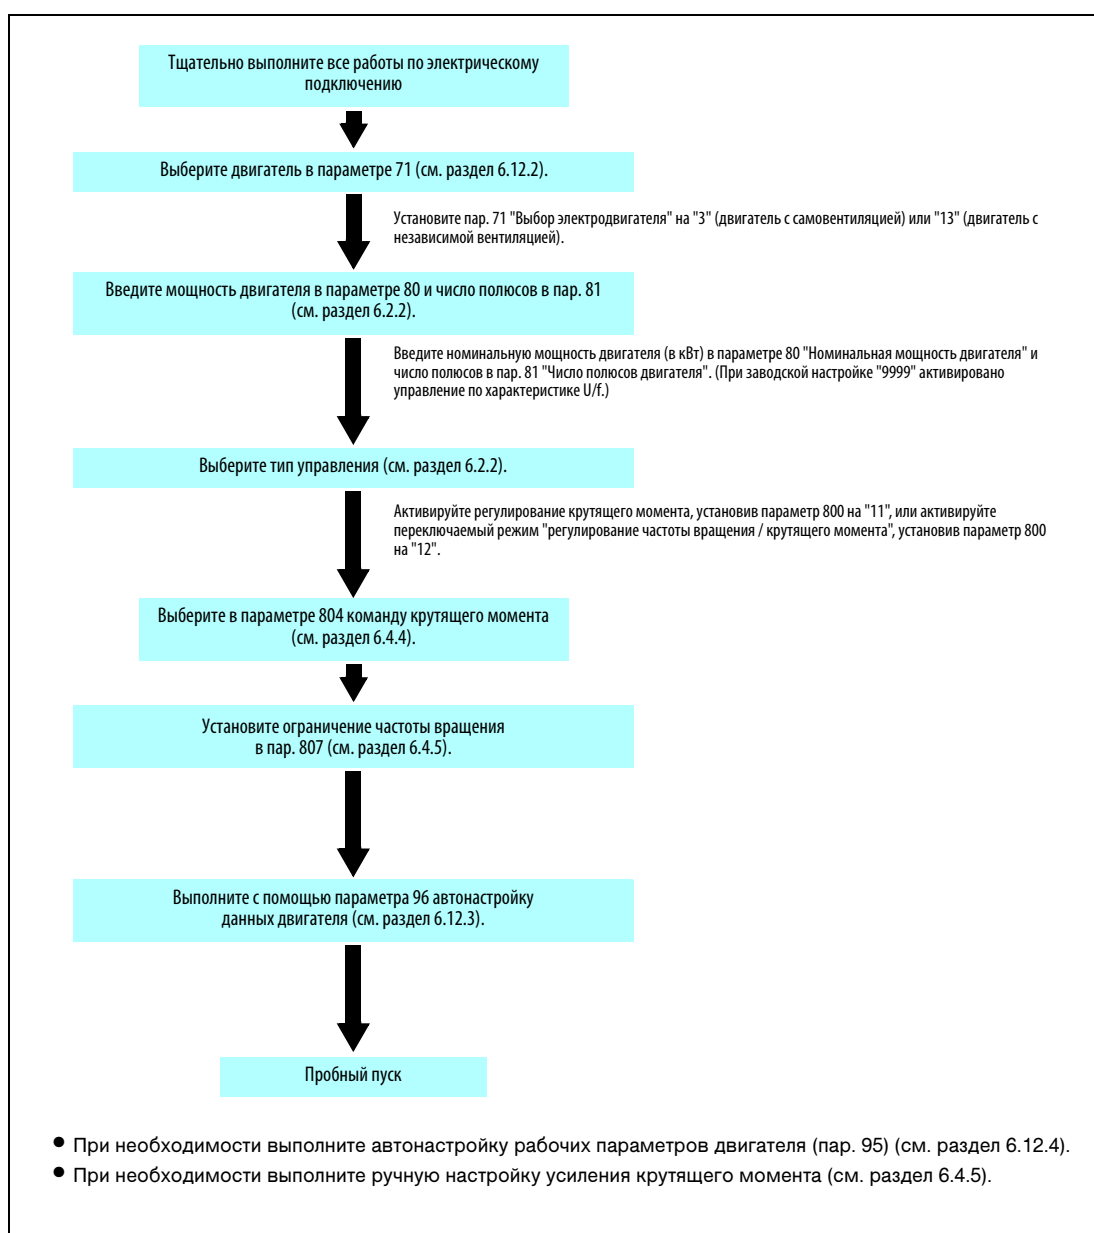 Тщательно выполните все работы по электрическому
подключению
Выберите двигатель в параметре 71 (см. раздел 6.12.2).
Установите пар. 71 "Выбор электродвигателя" на "3" (двигатель с самовентиляцией) или "13" (двигатель с
независимой вентиляцией).
Введите мощность двигателя в параметре 80 и число полюсов в пар. 81
(см. раздел 6.2.2).
Введите номинальную мощность двигателя (в кВт) в параметре 80 "Номинальная мощность двигателя" и
число полюсов в пар. 81 "Число полюсов двигателя". (При заводской настройке "9999" активировано
управление по характеристике U/f.)
Выберите тип управления (см. раздел 6.2.2).
Активируйте регулирование крутящего момента, установив параметр 800 на "11", или активируйте
переключаемый режим "регулирование частоты вращения / крутящего момента", установив параметр 800
на "12".
Выберите в параметре 804 команду крутящего момента
(см. раздел 6.4.4).
Установите ограничение частоты вращения
в пар. 807 (см. раздел 6.4.5).
Выполните с помощью параметра 96 автонастройку
данных двигателя (см. раздел 6.12.3).
Пробный пуск
● При необходимости выполните автонастройку рабочих параметров двигателя (пар. 95) (см. раздел 6.12.4).
● При необходимости выполните ручную настройку усиления крутящего момента (см. раздел 6.4.5).